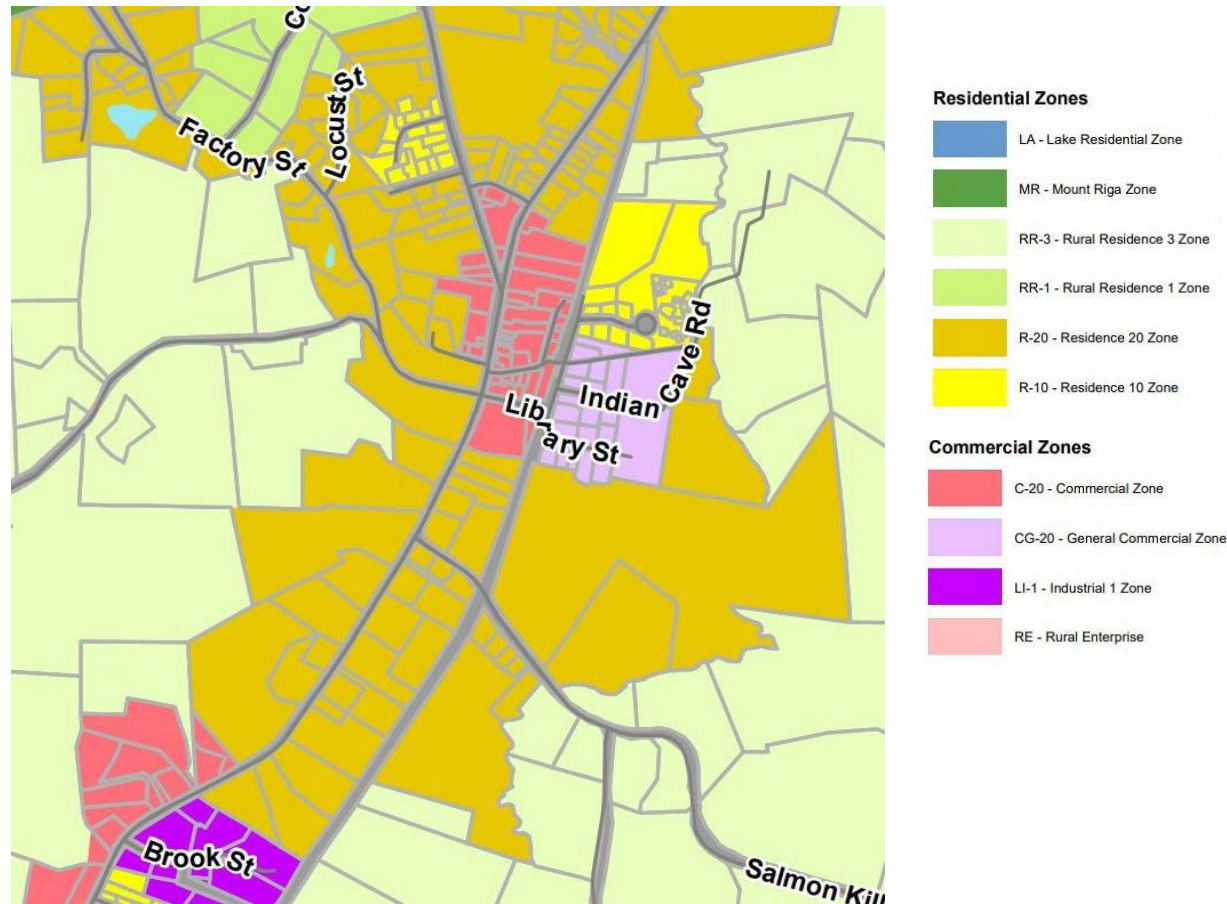 Co
Locust St
Factory St
Indian Cave Rd
Library St
Brook St
Salmon Kill
Residential Zones
LA - Lake Residential Zone
MR - Mount Riga Zone
RR-3 - Rural Residence 3 Zone
RR-1 - Rural Residence 1 Zone
R-20 - Residence 20 Zone
R-10 - Residence 10 Zone
Commercial Zones
C-20 - Commercial Zone
CG-20 - General Commercial Zone
LI-1 - Industrial 1 Zone
RE - Rural Enterprise